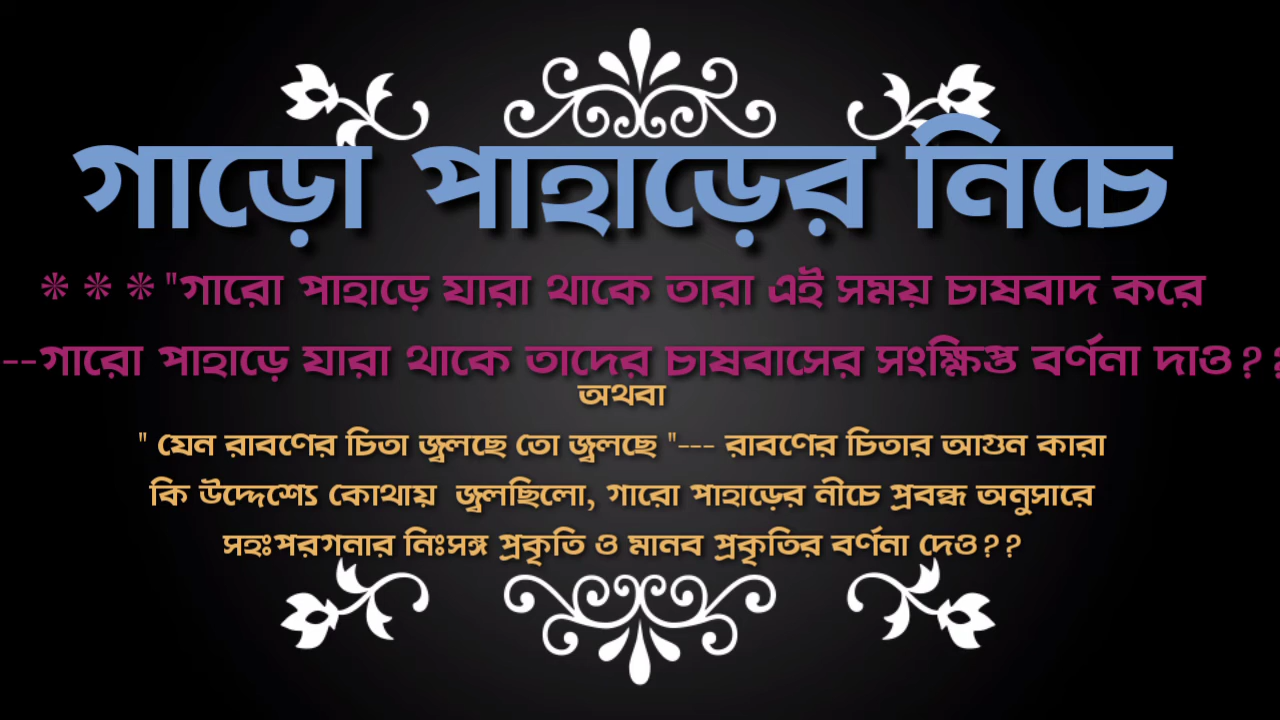 গাড়ো পাহাড়ের নিচে
* * * "গারো পাহাড়ে যারা থাকে তারা এই সময় চাষবাদ করে
--গারো পাহাড়ে যারা থাকে তাদের চাষবাসের সংক্ষিপ্ত বর্ণনা দাও ? ?
অথবা
" যেন রাবণের চিতা জ্বলছে তো জ্বলছে "--- রাবণের চিতার আগুন কারা
কি উদ্দেশ্যে কোথায় জ্বলছিলো, গারো পাহাড়ের নীচে প্রবন্ধ অনুসারে
সহঃপরগনার নিঃসঙ্গ প্রকৃতি ও মানব প্রকৃতির বর্ণনা দেও ? ?